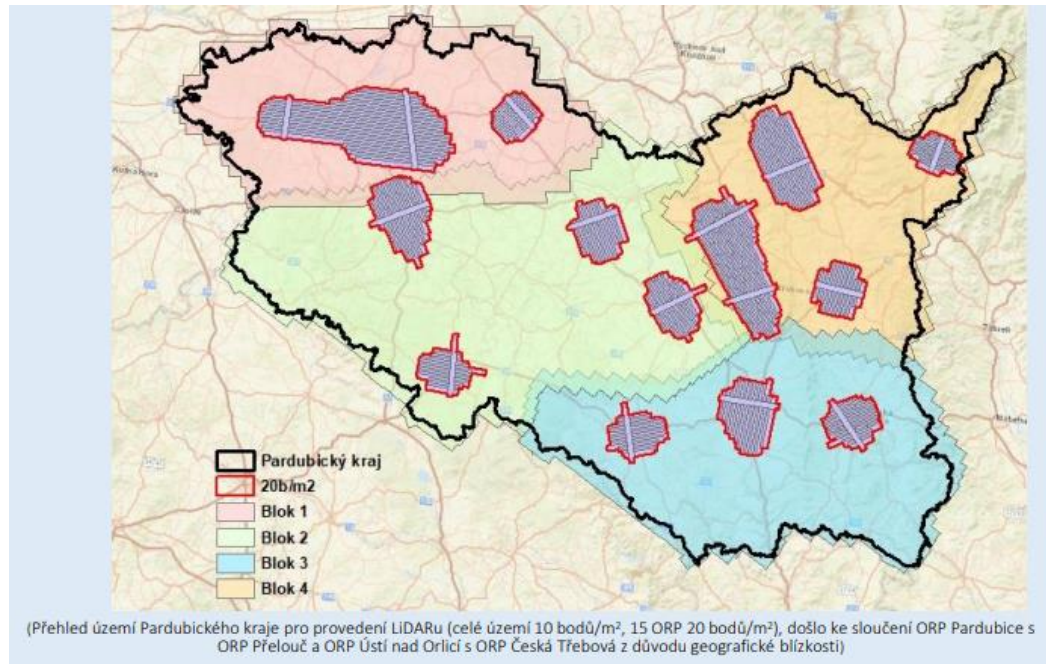 Pardubický kraj
20b/m2
Blok 1
Blok 2
Blok 3
Blok 4
(Přehled území Pardubického kraje pro provedení LiDARu (celé území 10 bodů/m², 15 ORP 20 bodů/m²), došlo ke sloučení ORP Pardubice s
ORP Přelouč a ORP Ústí nad Orlicí s ORP Česká Třebová z důvodu geografické blízkosti)